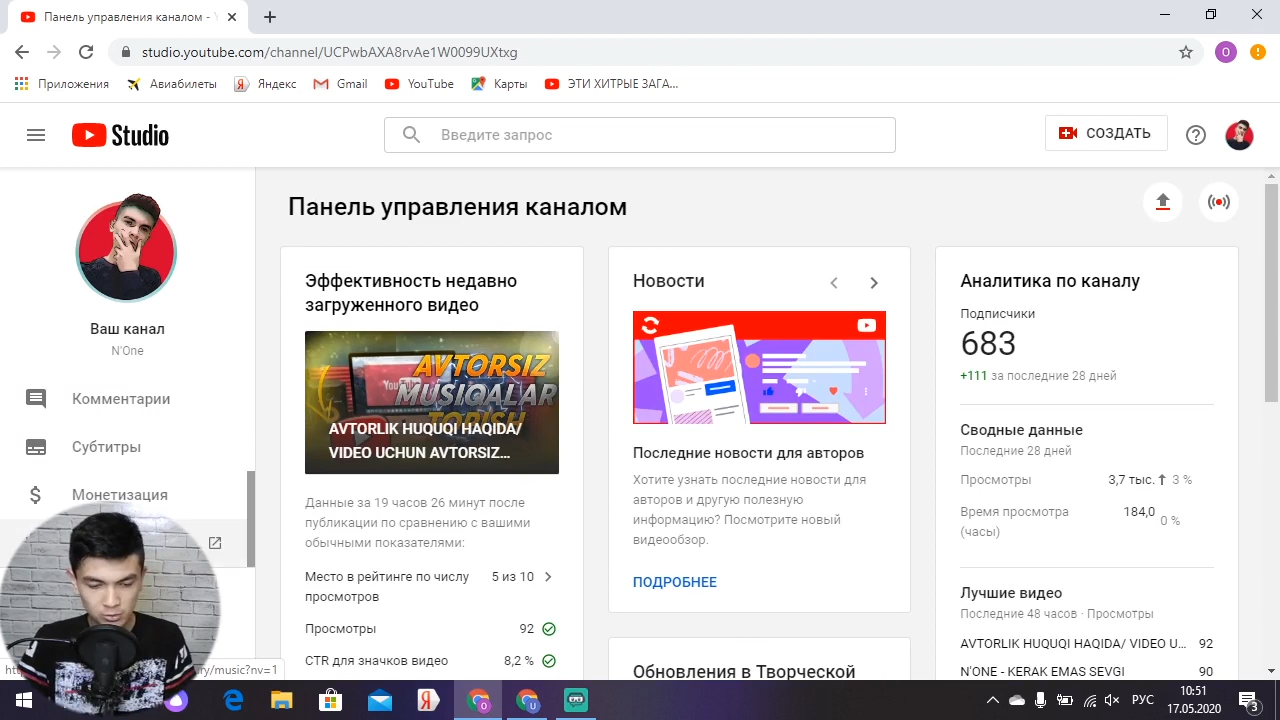 Панель управления каналом - Y
studio.youtube.com/channel/UCPwbAXA8rvAe1W0099UXtxg
O
Приложения
Авиабилеты
Яндекс
Gmail
YouTube
Карты
ЭТИ ХИТРЫЕ ЗАГА...
Studio
Введите запрос
СОЗДАТЬ
Ваш канал
N'One
Комментарии
Субтитры
Монетизация
Панель управления каналом
Эффективность недавно
загруженного видео
AVTORSIZ
MUSIQALAR
TOPISH
AVTORLIK HUQUQI HAQIDA/
VIDEO UCHUN AVTORSIZ...
Данные за 19 часов 26 минут после
публикации по сравнению с вашими
обычными показателями:
Место в рейтинге по числу
просмотров
5 из 10
Просмотры 92
CTR для значков видео 8,2 %
Новости
Последние новости для авторов
Хотите узнать последние новости для
авторов и другую полезную
информацию? Посмотрите новый
видеообзор.
ПОДРОБНЕЕ
Обновления в Творческой
Аналитика по каналу
Подписчики
683
+111 за последние 28 дней
Сводные данные
Последние 28 дней
Просмотры 3,7 тыс. 3 %
Время просмотра
(часы)
184,0 0 %
Лучшие видео
Последние 48 часов · Просмотры
AVTORLIK HUQUQI HAQIDA/ VIDEO U... 92
N'ONE - KERAK EMAS SEVGI 90
ry/music?nv=1
РУС
10:51
17.05.2020
3